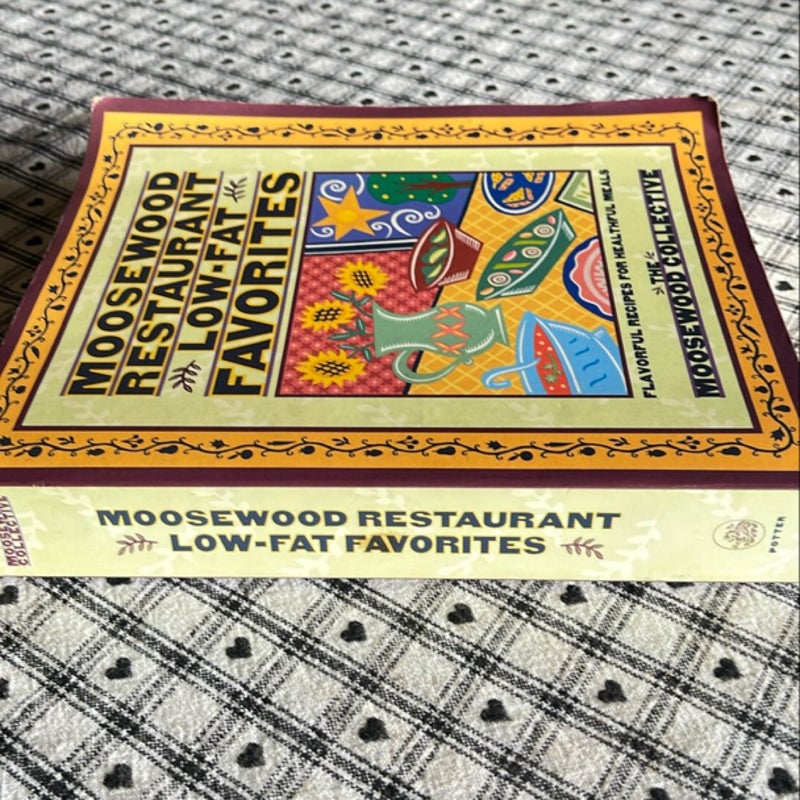 MOOSEWOOD
RESTAURANT
LOW-FAT
FAVORITES
FLAVORFUL RECIPES FOR HEALTHFUL MEALS
THE
MOOSEWOOD COLLECTIVE
MOOSEWOOD RESTAURANT
LOW-FAT FAVORITES
COLLECTIVE
POTTER